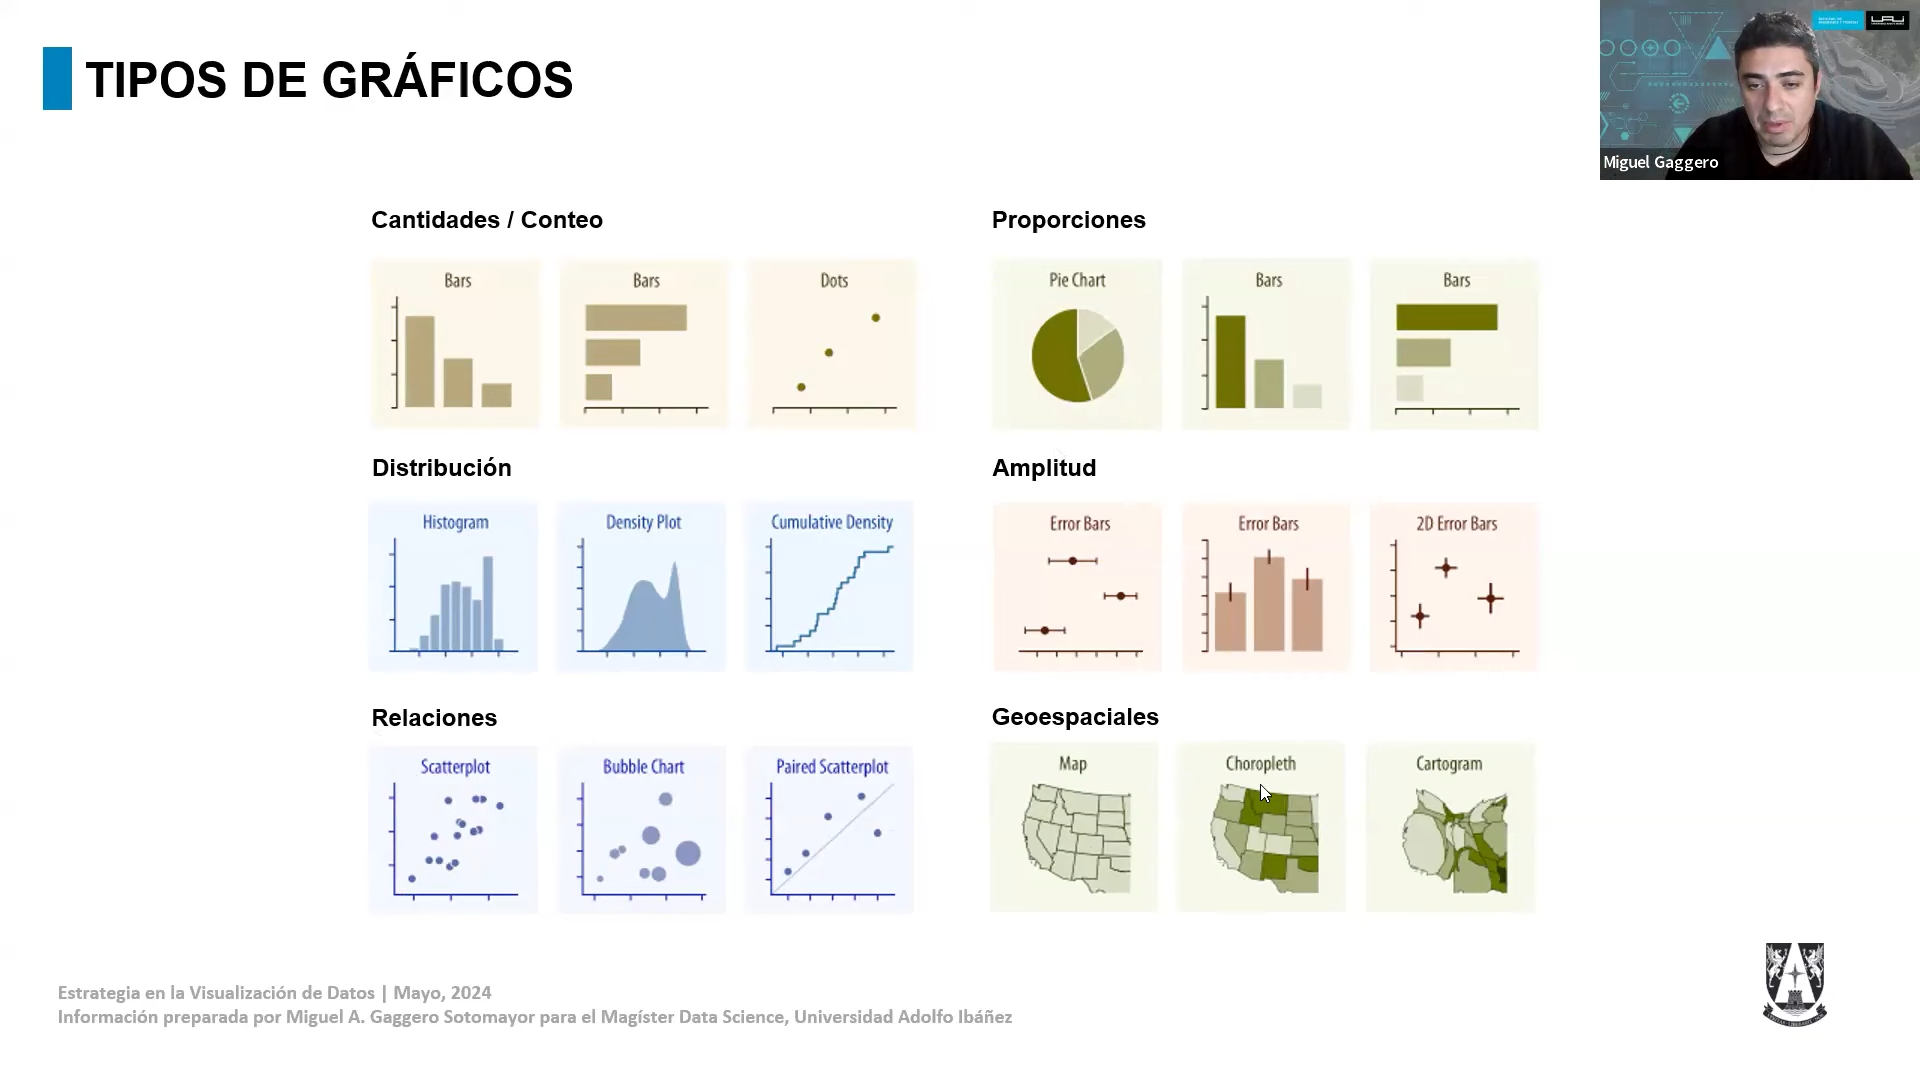 TIPOS DE GRÁFICOS
Miguel Gaggero
Cantidades / Conteo
Bars
Bars
Dots
Proporciones
Pie Chart
Bars
Bars
Distribución
Histogram
Density Plot
Cumulative Density
Amplitud
Error Bars
Error Bars
2D Error Bars
Relaciones
Scatterplot
Bubble Chart
Paired Scatterplot
Geoespaciales
Map
Choropleth
Cartogram
Estrategia en la Visualización de Datos | Mayo, 2024
Información preparada por Miguel A. Gaggero Sotomayor para el Magíster Data Science, Universidad Adolfo Ibáñez